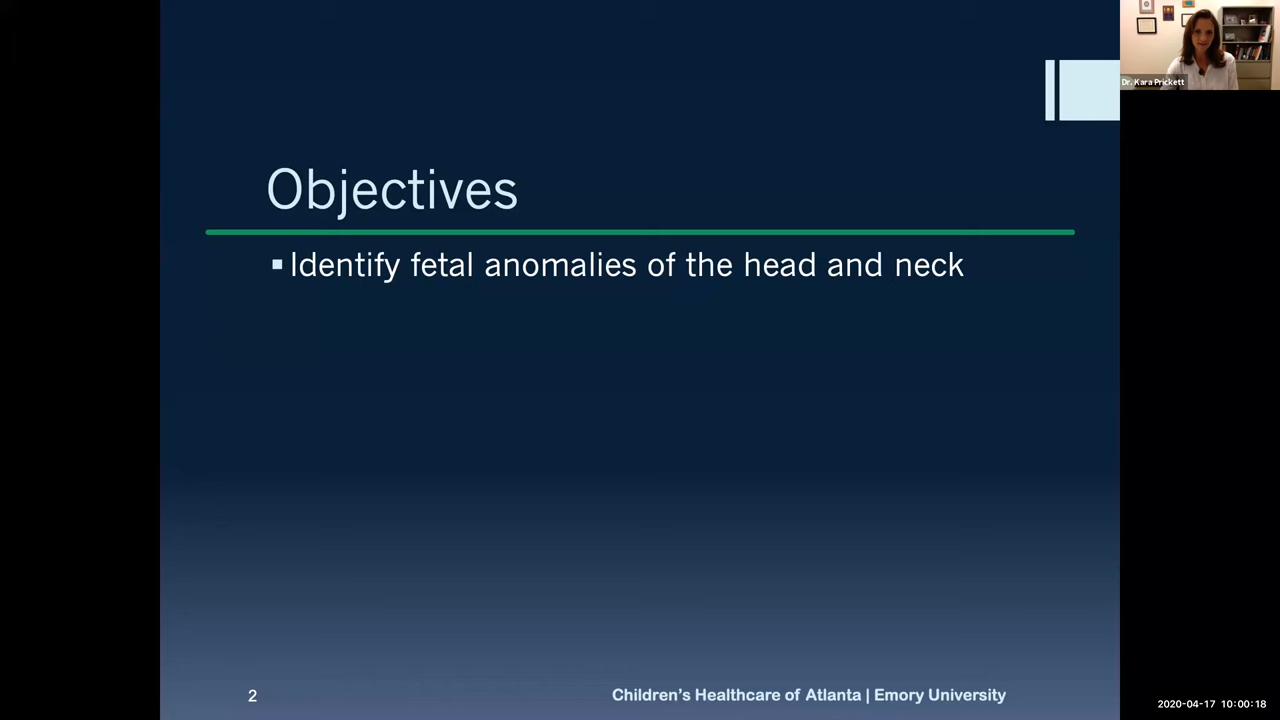 Dr. Kara Prickett
Objectives
Identify fetal anomalies of the head and neck
2
Children's Healthcare of Atlanta | Emory University
2020-04-17 10:00:18